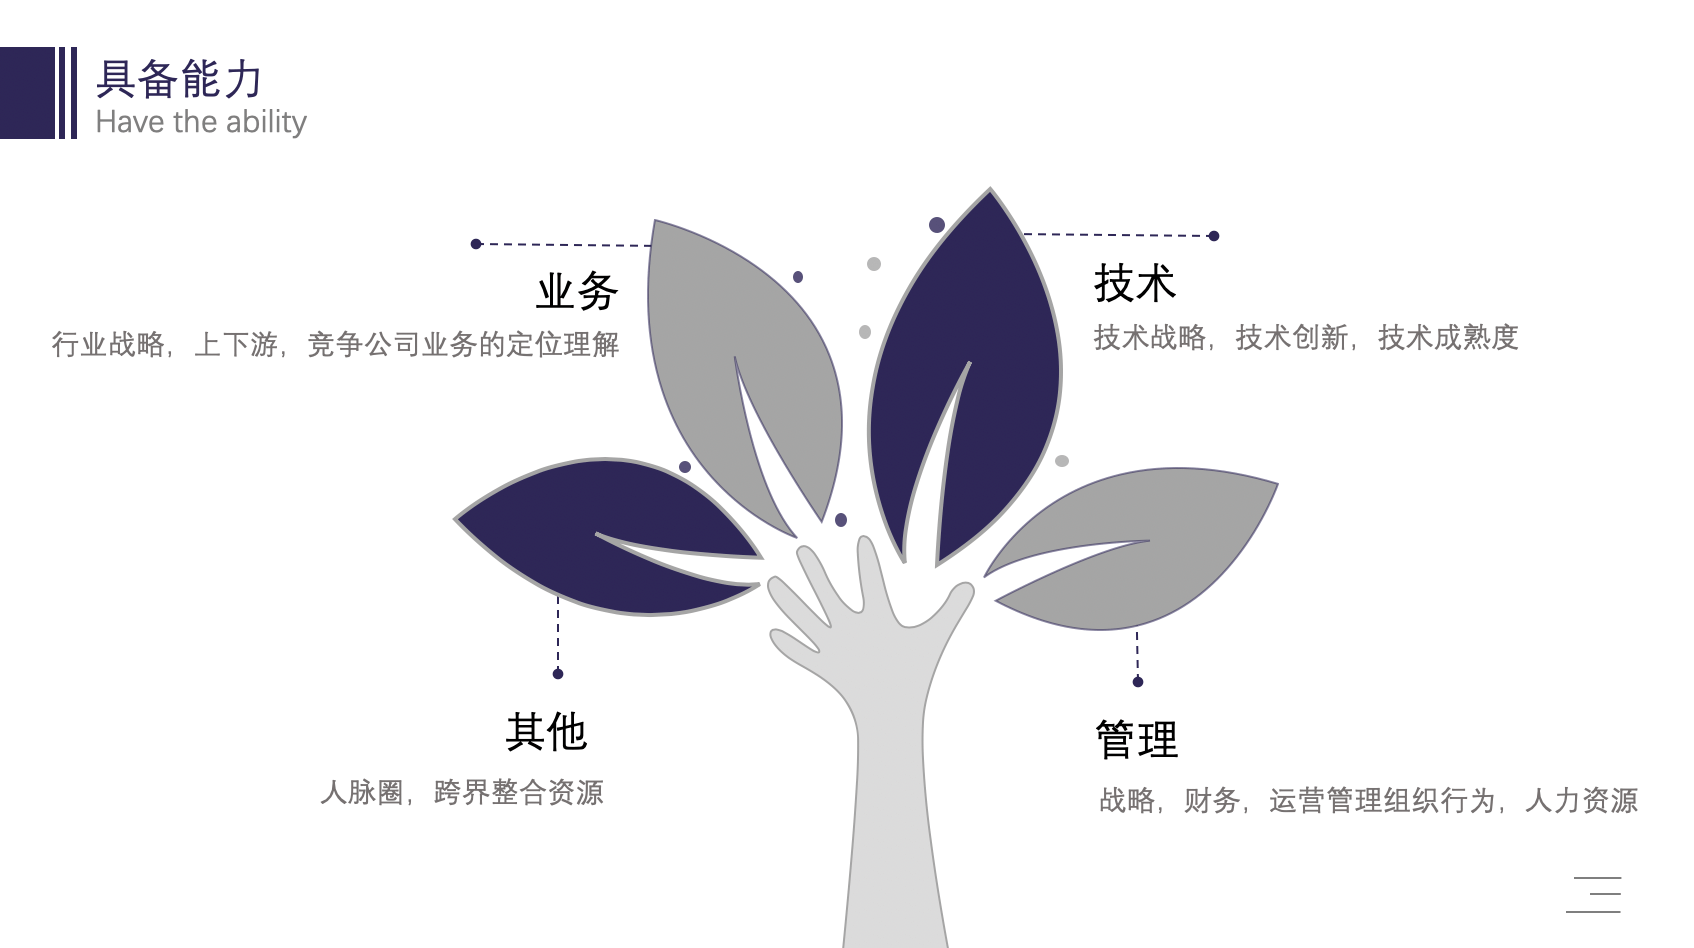 具备能力
Have the ability
业务
行业战略，上下游，竞争公司业务的定位理解
技术
技术战略，技术创新，技术成熟度
其他
人脉圈，跨界整合资源
管理
战略，财务，运营管理组织行为，人力资源